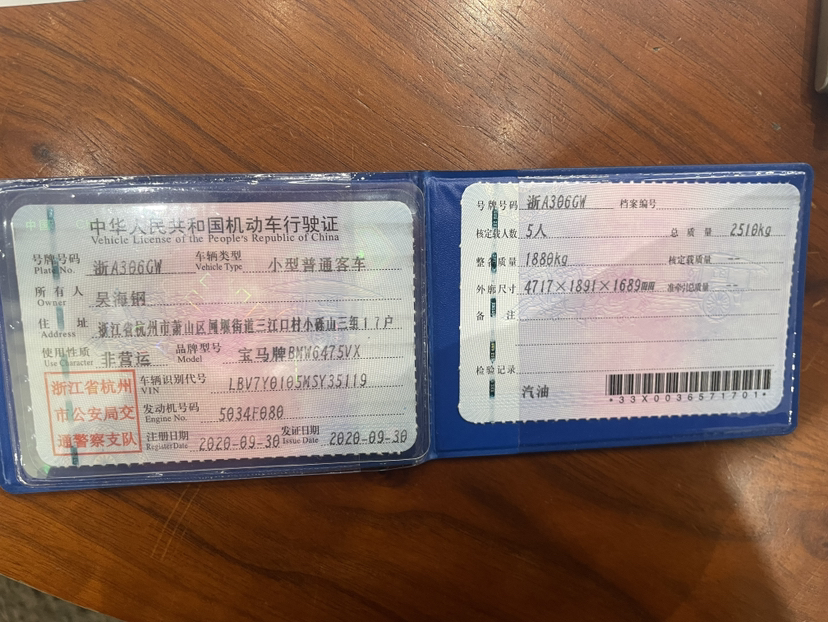 中华人民共和国机动车行驶证
Vehicle License of the People's Republic of China
号牌号码 浙A306GW 车辆类型 小型普通客车
Plate No. Vehicle Type
所有人 吴海钢
Owner
住址 浙江省杭州市萧山区闻堰街道三江口村小砾山三组17户
Address
使用性质 非营运 品牌型号 宝马牌BMW6475VX
Use Character Model
浙江省杭州
市公安局交
通警察支队
车辆识别代号 LBV7Y0105MSY35119
VIN
发动机号码 5034F080
Engine No.
注册日期 2020-09-30 发证日期 2020-09-30
Register Date Issue Date
号牌号码 浙A306GW 档案编号
核定载人数 5人 总质量 2510kg
整备质量 1880kg 核定载质量 --
外廓尺寸 4717×1891×1689mm 准牵引总质量 --
备注
检验记录
汽油
*33X0036571701*